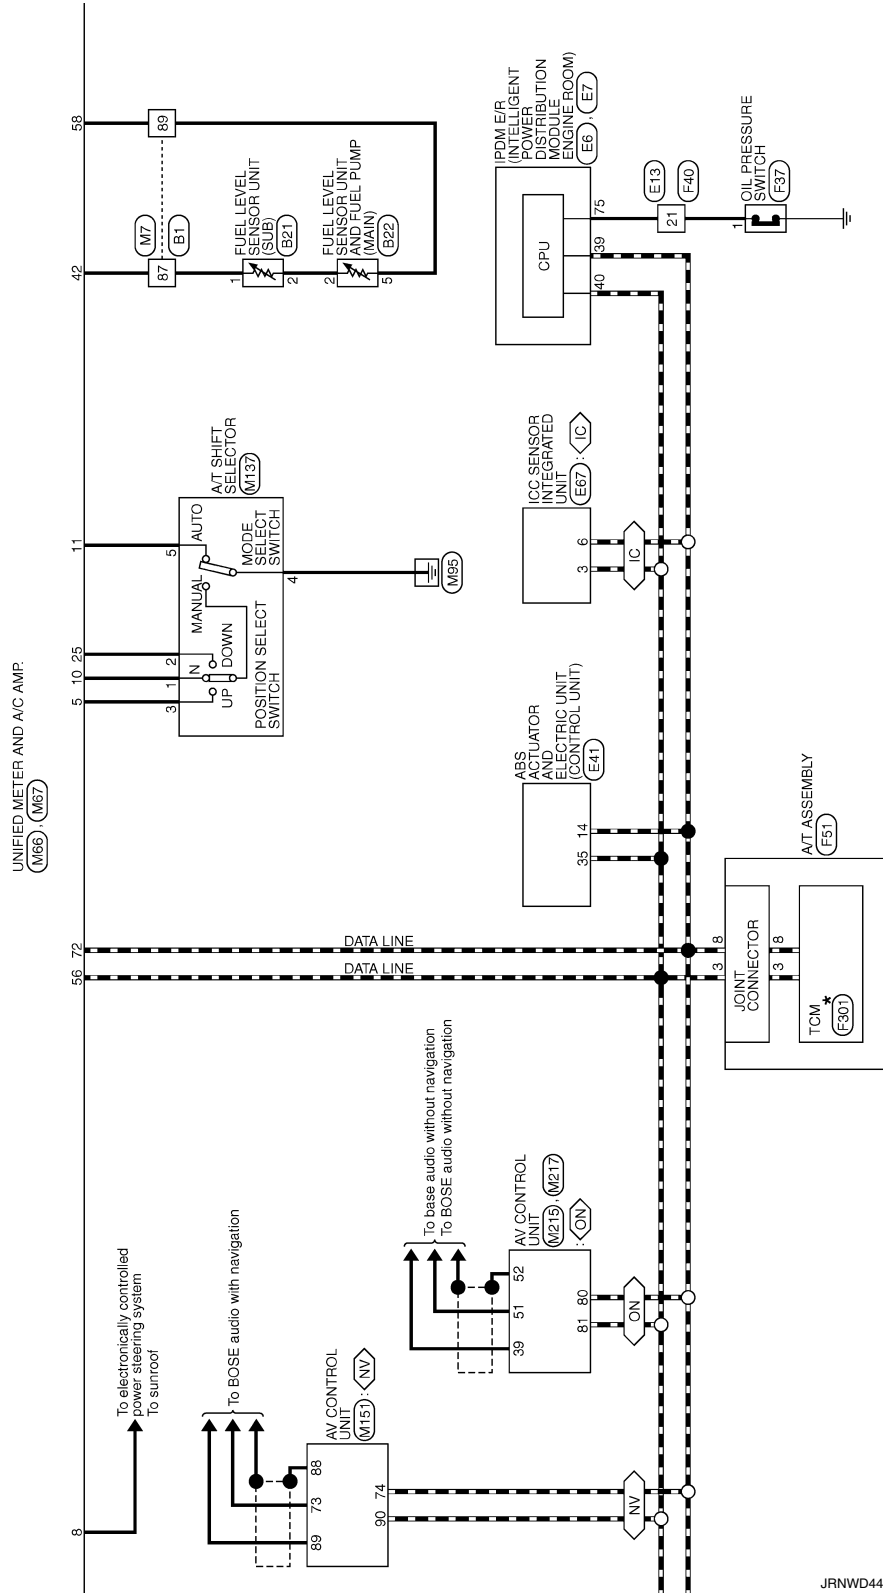 UNIFIED METER AND A/C AMP.
M66 , M67
8
56
72
5
10
25
11
42
58
To electronically controlled
power steering system
To sunroof
To BOSE audio with navigation
AV CONTROL
UNIT
M151 : NV
89
73
88
90
74
NV
To base audio without navigation
To BOSE audio without navigation
AV CONTROL
UNIT
M215 , M217
: ON
39
51
52
81
80
ON
DATA LINE
DATA LINE
3
8
JOINT
CONNECTOR
3
8
TCM
*
F301
A/T ASSEMBLY
F51
3
1
2
5
UP
N
DOWN
MANUAL
AUTO
POSITION SELECT
SWITCH
MODE
SELECT
SWITCH
A/T SHIFT
SELECTOR
M137
4
M95
ABS
ACTUATOR
AND
ELECTRIC UNIT
(CONTROL UNIT)
E41
35
14
ICC SENSOR
INTEGRATED
UNIT
E67 : IC
3
6
IC
87
89
M7
B1
1
2
FUEL LEVEL
SENSOR UNIT
(SUB)
B21
2
5
FUEL LEVEL
SENSOR UNIT
AND FUEL PUMP
(MAIN)
B22
IPDM E/R
(INTELLIGENT
POWER
DISTRIBUTION
MODULE
ENGINE ROOM)
E6 , E7
CPU
40
39
75
21
E13
F40
1
OIL PRESSURE
SWITCH
F37
JRNWD44